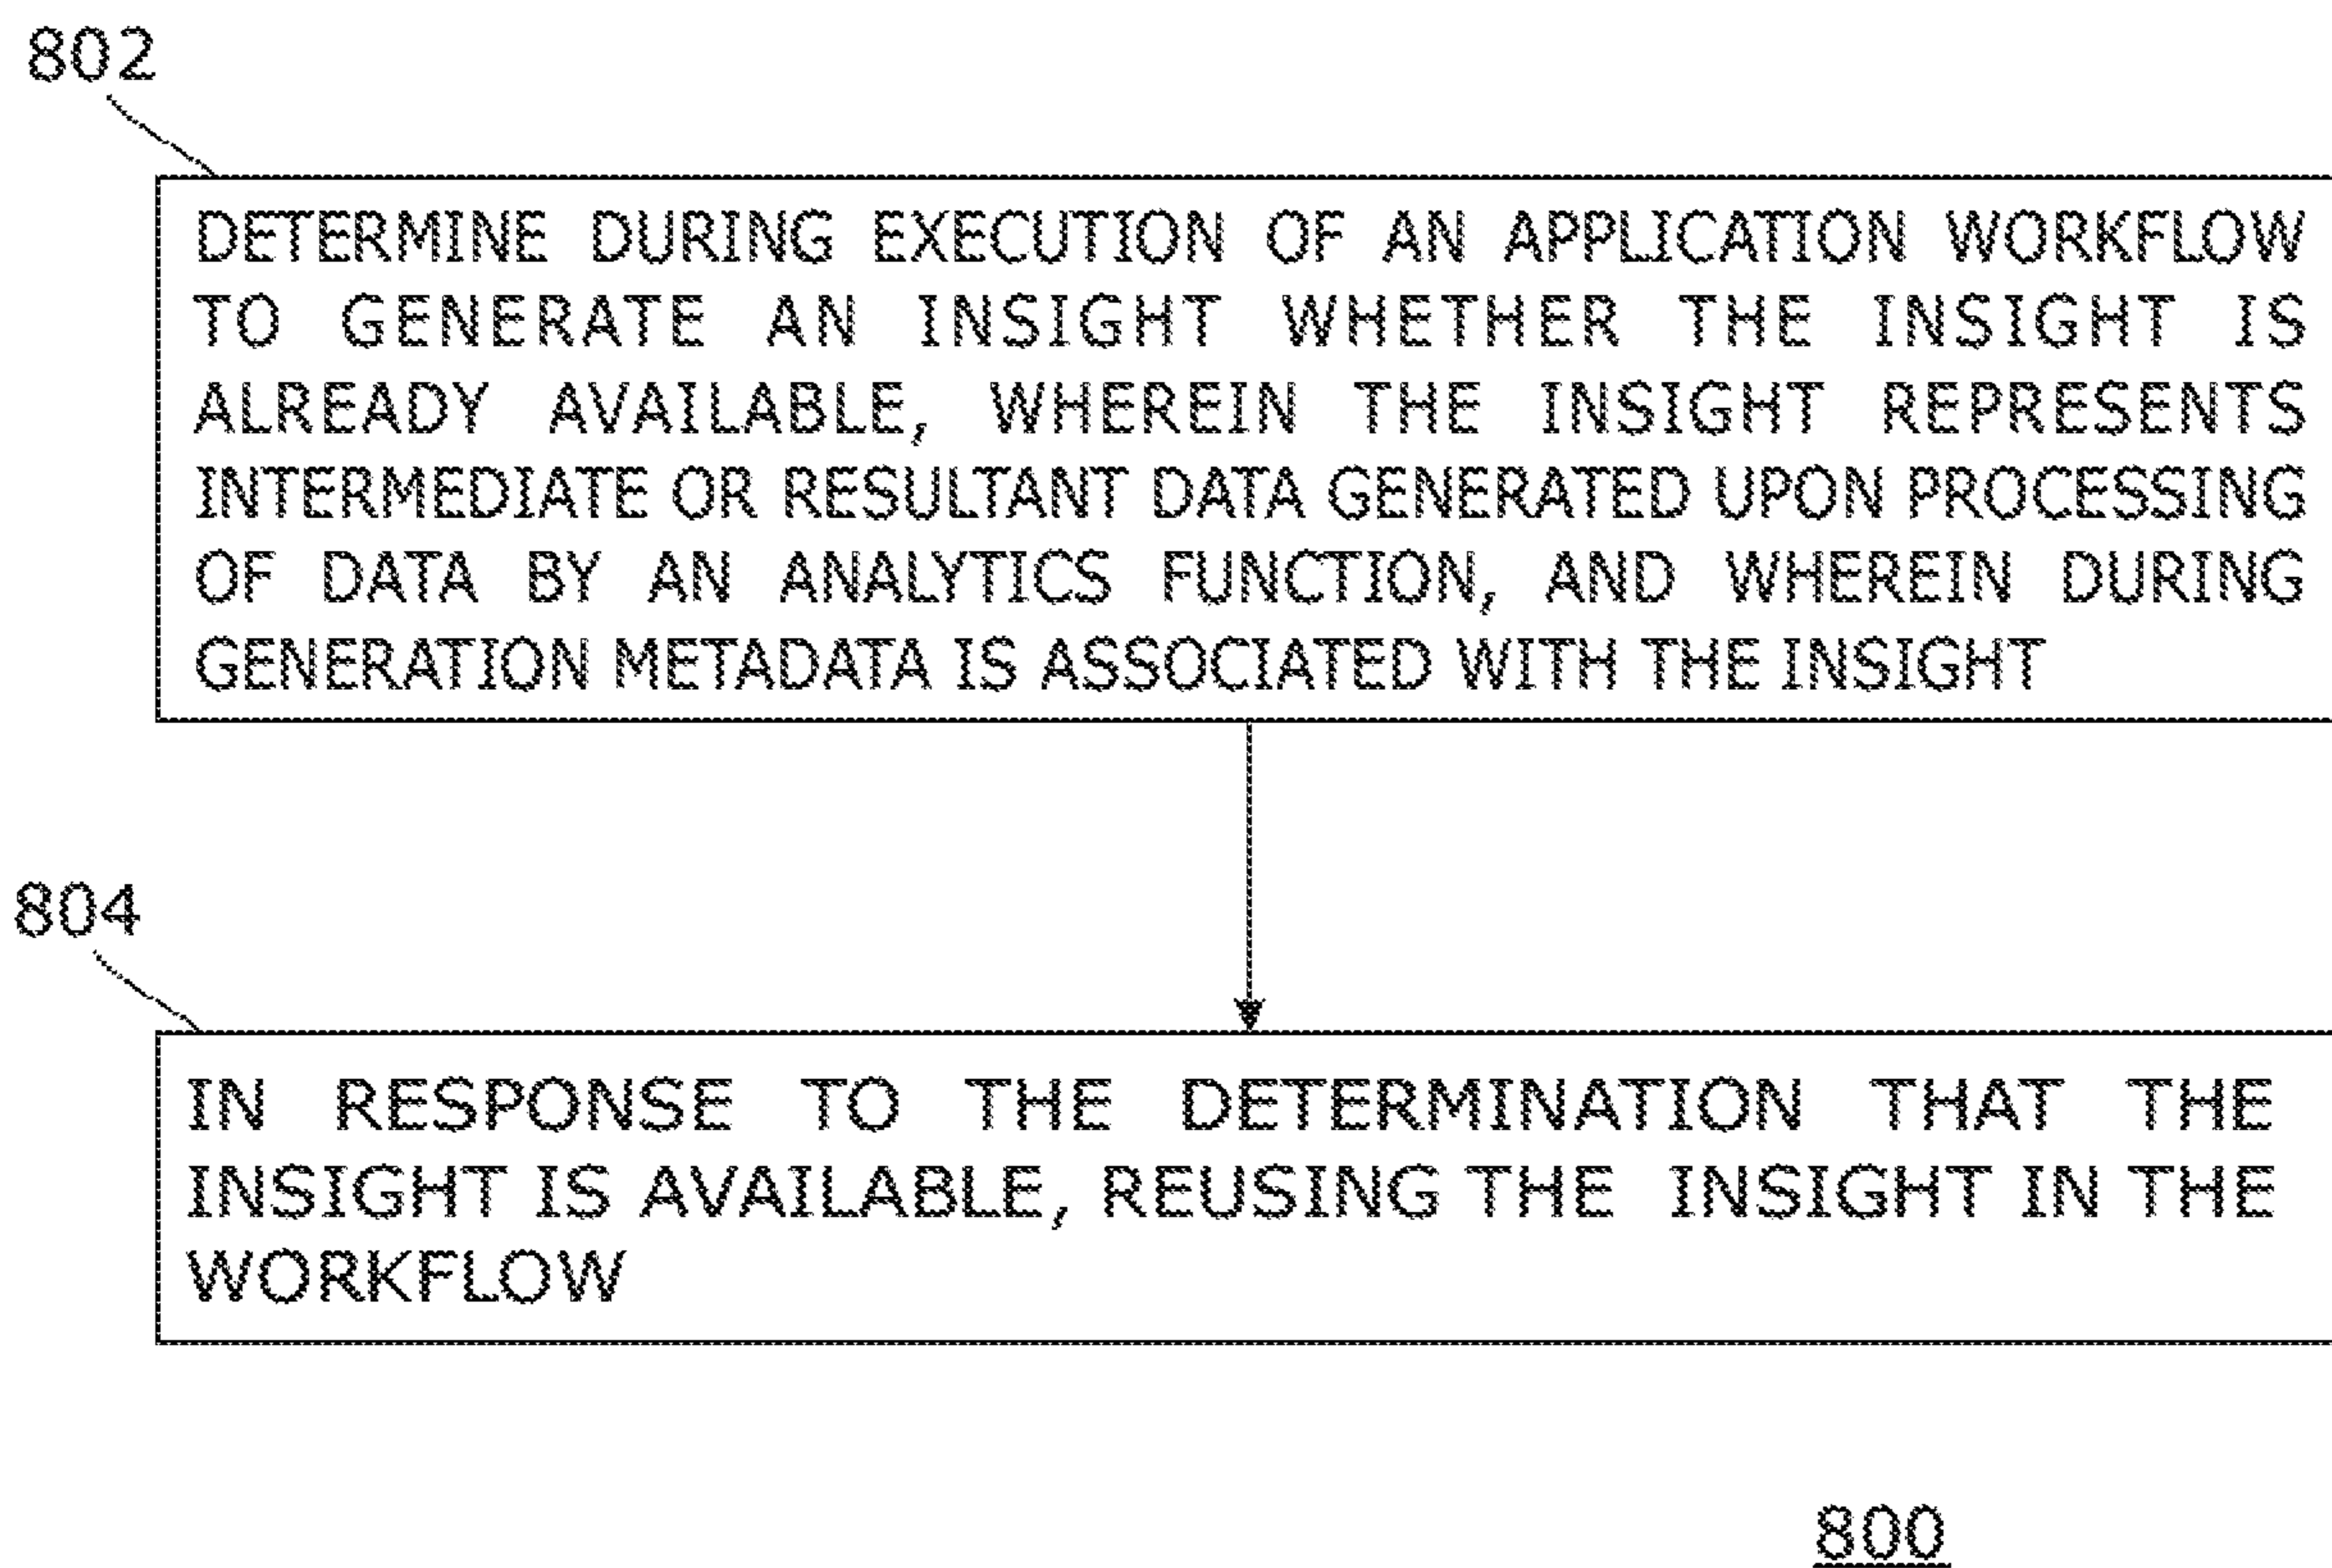 802
DETERMINE DURING EXECUTION OF AN APPLICATION WORKFLOW
TO GENERATE AN INSIGHT WHETHER THE INSIGHT IS
ALREADY AVAILABLE, WHEREIN THE INSIGHT REPRESENTS
INTERMEDIATE OR RESULTANT DATA GENERATED UPON PROCESSING
OF DATA BY AN ANALYTICS FUNCTION, AND WHEREIN DURING
GENERATION METADATA IS ASSOCIATED WITH THE INSIGHT
804
IN RESPONSE TO THE DETERMINATION THAT THE
INSIGHT IS AVAILABLE, REUSING THE INSIGHT IN THE
WORKFLOW
800